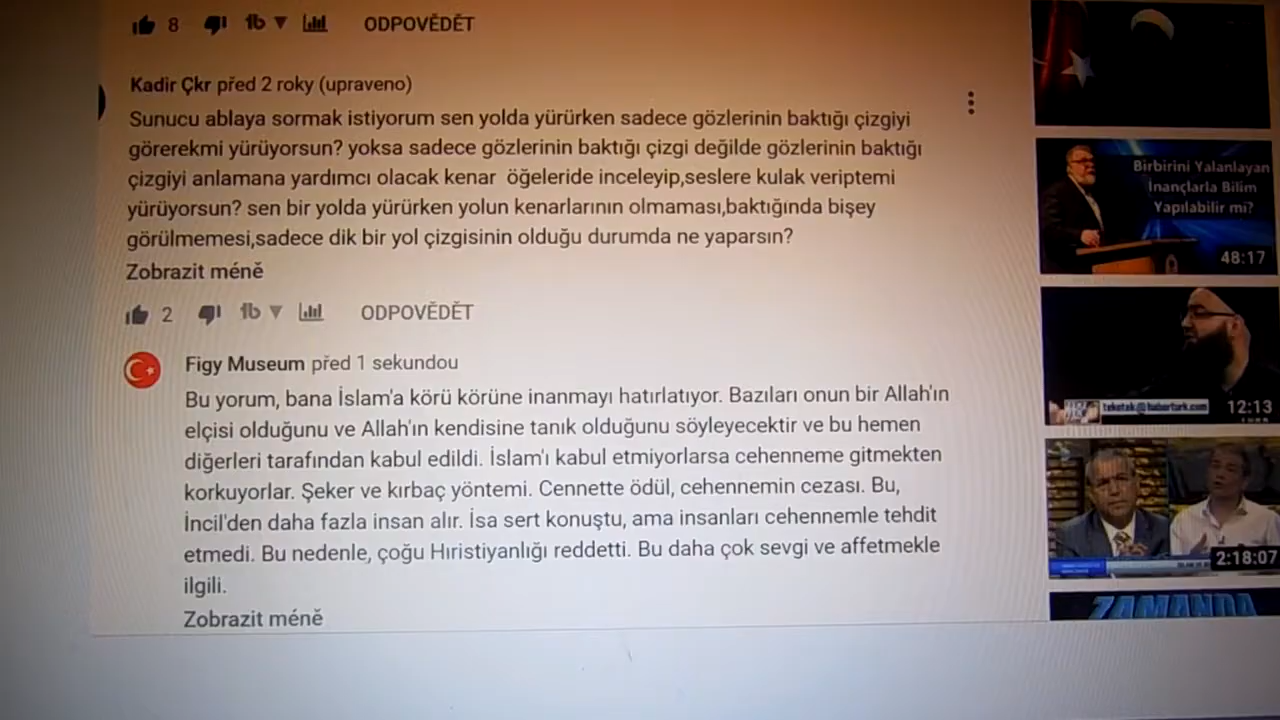 8 ODPOVĚDĚT
Kadir Çkr před 2 roky (upraveno)
Sunucu ablaya sormak istiyorum sen yolda yürürken sadece gözlerinin baktığı çizgiyi
görerekmi yürüyorsun? yoksa sadece gözlerinin baktığı çizgi değilde gözlerinin baktığı
çizgiyi anlamana yardımcı olacak kenar öğeleride inceleyip,seslere kulak veriptemi
yürüyorsun? sen bir yolda yürürken yolun kenarlarının olmaması,baktığında bişey
görülmemesi,sadece dik bir yol çizgisinin olduğu durumda ne yaparsın?
Zobrazit méně
2 ODPOVĚDĚT
Figy Museum před 1 sekundou
Bu yorum, bana İslam'a körü körüne inanmayı hatırlatıyor. Bazıları onun bir Allah'ın
elçisi olduğunu ve Allah'ın kendisine tanık olduğunu söyleyecektir ve bu hemen
diğerleri tarafından kabul edildi. İslam'ı kabul etmiyorlarsa cehenneme gitmekten
korkuyorlar. Şeker ve kırbaç yöntemi. Cennette ödül, cehennemin cezası. Bu,
İncil'den daha fazla insan alır. İsa sert konuştu, ama insanları cehennemle tehdit
etmedi. Bu nedenle, çoğu Hıristiyanlığı reddetti. Bu daha çok sevgi ve affetmekle
ilgili.
Zobrazit méně
Birbirini Yalanlayan
İnançlarla Bilim
Yapılabilir mi?
48:17
teketek@haberturk.com
12:13
2:18:07
ZAMANDA